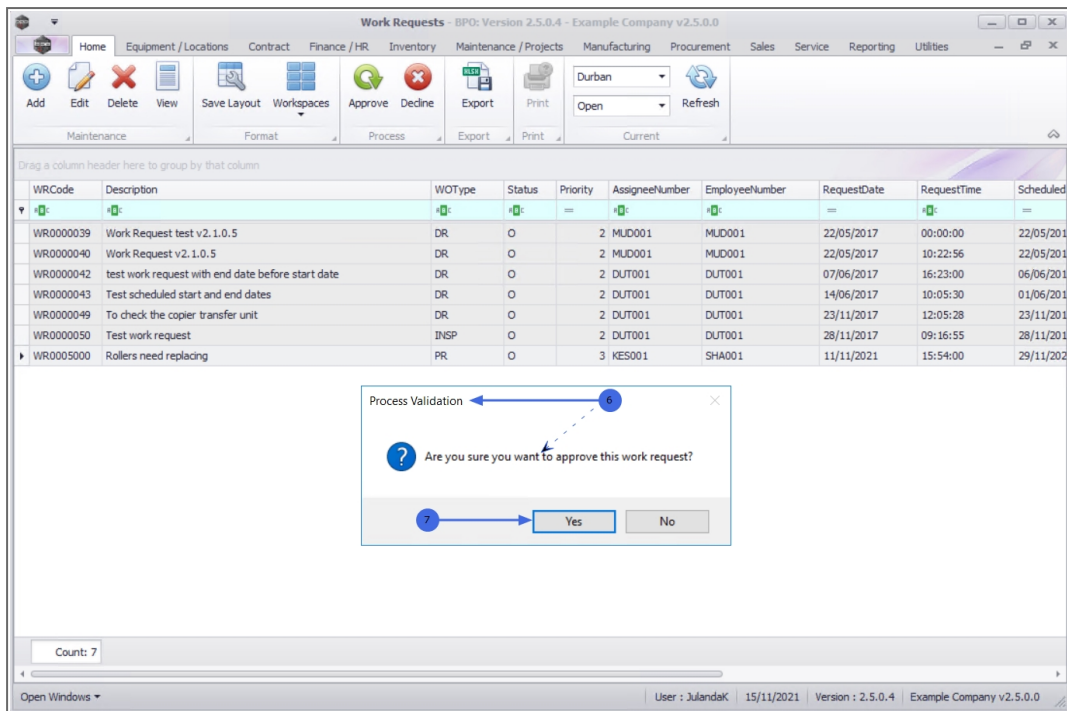 Work Requests - BPO: Version 2.5.0.4 - Example Company v2.5.0.0
Home Equipment / Locations Contract Finance / HR Inventory Maintenance / Projects Manufacturing Procurement Sales Service Reporting Utilities
XLSX
Durban
Open
Add Edit Delete View Save Layout Workspaces Approve Decline Export Print Refresh
Maintenance Format Process Export Print Current
Drag a column header here to group by that column
WRCode Description WOType Status Priority AssigneeNumber EmployeeNumber RequestDate RequestTime Scheduled
= = =
WR0000039 Work Request test v2.1.0.5 DR O 2 MUD001 MUD001 22/05/2017 00:00:00 22/05/201
WR0000040 Work Request v2.1.0.5 DR O 2 MUD001 MUD001 22/05/2017 10:22:56 22/05/201
WR0000042 test work request with end date before start date DR O 2 DUT001 DUT001 07/06/2017 16:23:00 06/06/201
WR0000043 Test scheduled start and end dates DR O 2 DUT001 DUT001 14/06/2017 10:05:30 01/06/201
WR0000049 To check the copier transfer unit DR O 2 DUT001 DUT001 23/11/2017 12:05:28 23/11/201
WR0000050 Test work request INSP O 2 DUT001 DUT001 28/11/2017 09:16:55 28/11/201
WR0005000 Rollers need replacing PR O 3 KES001 SHA001 11/11/2021 15:54:00 29/11/202
Process Validation 6
? Are you sure you want to approve this work request?
7 Yes No
Count: 7
Open Windows User : JulandaK 15/11/2021 Version : 2.5.0.4 Example Company v2.5.0.0